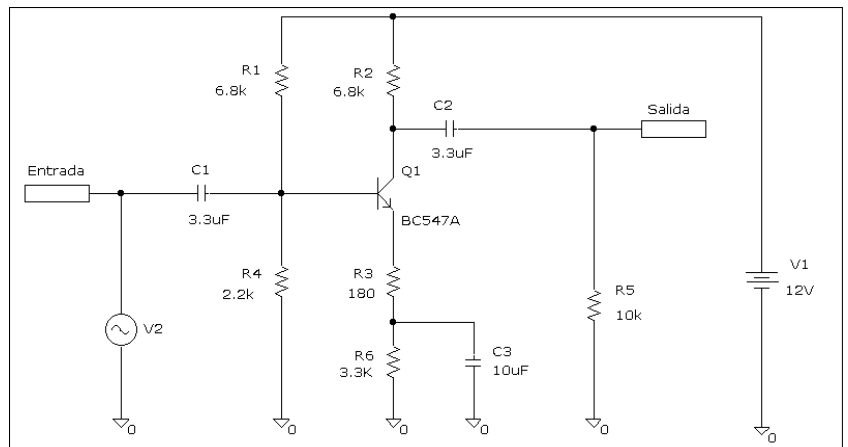 R1
6.8k
R2
6.8k
C2
3.3uF
Salida
Entrada
C1
3.3uF
Q1
BC547A
R4
2.2k
R3
180
R5
10k
V1
12V
V2
R6
3.3K
C3
10uF
0
0
0
0
0
0